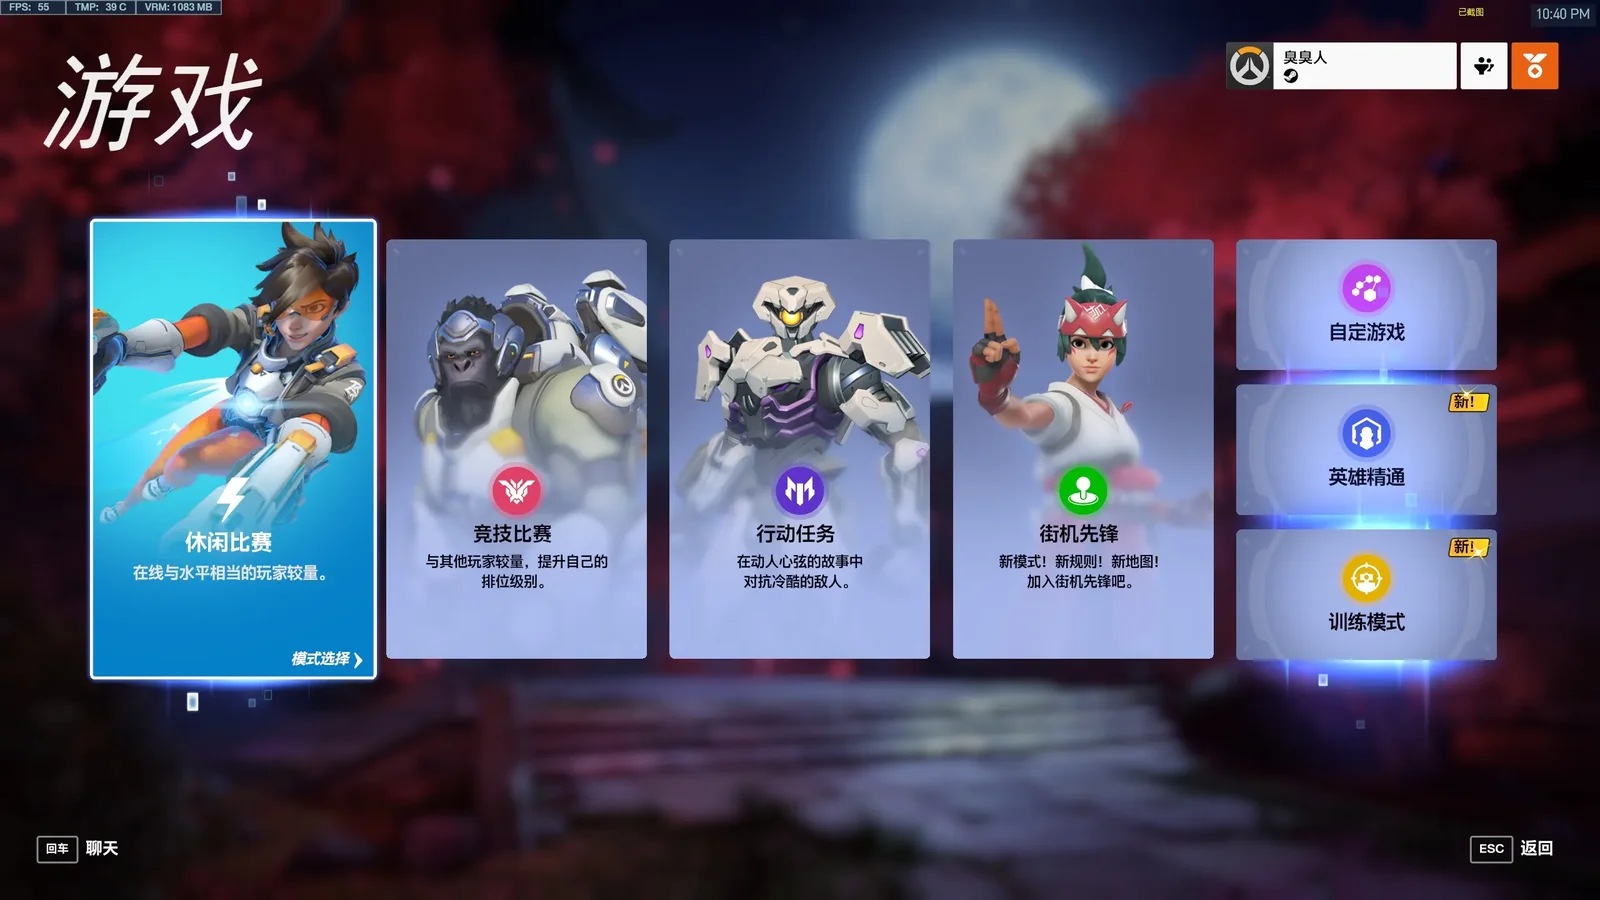 FPS: 55 TMP: 39 C VRM: 1083 MB
已截图
10:40 PM
游戏
臭臭人
休闲比赛
在线与水平相当的玩家较量。
模式选择
竞技比赛
与其他玩家较量，提升自己的
排位级别。
行动任务
在动人心弦的故事中
对抗冷酷的敌人。
街机先锋
新模式！新规则！新地图！
加入街机先锋吧。
自定游戏
新！
英雄精通
新！
训练模式
回车 聊天
ESC 返回